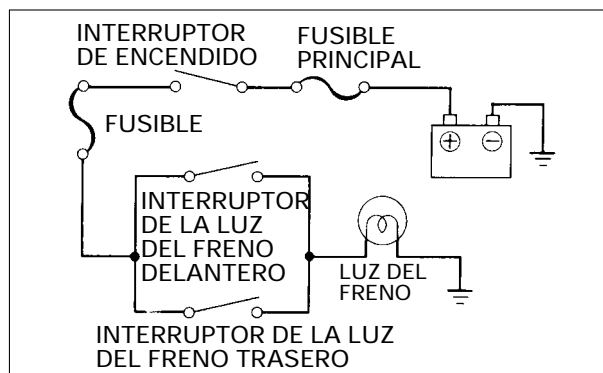 INTERRUPTOR
DE ENCENDIDO
FUSIBLE
PRINCIPAL
FUSIBLE
+ −
INTERRUPTOR
DE LA LUZ
DEL FRENO
DELANTERO
LUZ DEL
FRENO
INTERRUPTOR DE LA LUZ
DEL FRENO TRASERO